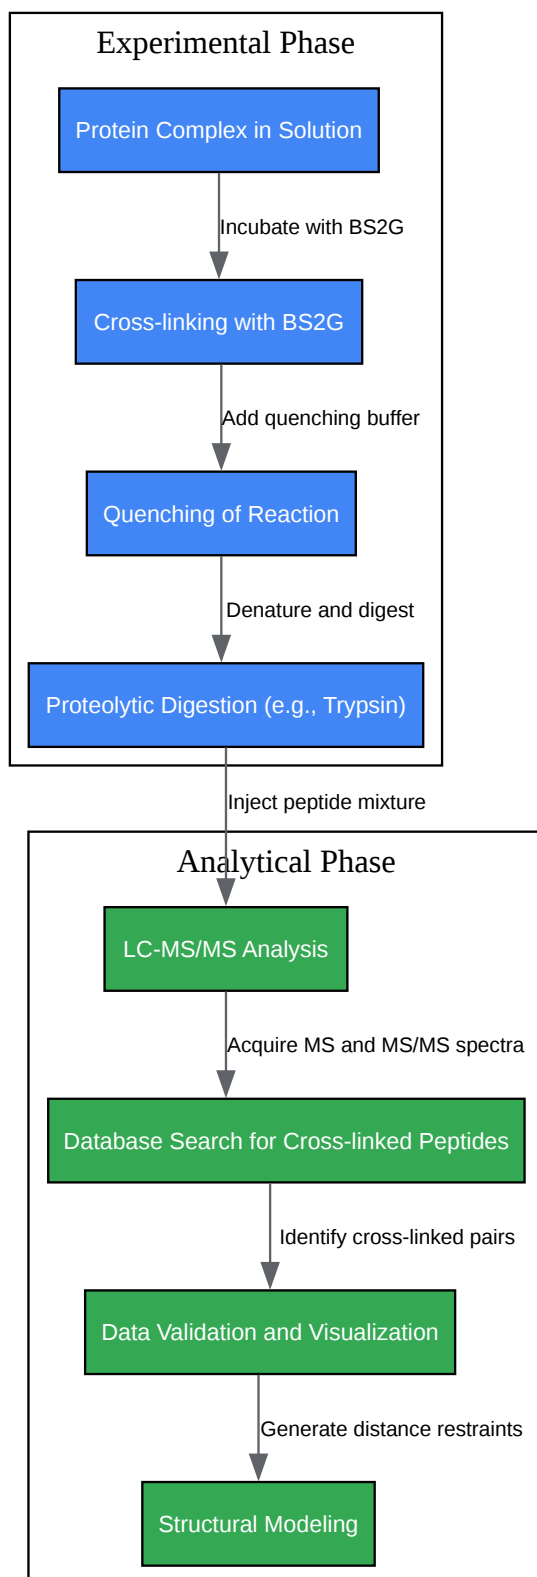 Experimental Phase
Protein Complex in Solution
Incubate with BS2G
Cross-linking with BS2G
Add quenching buffer
Quenching of Reaction
Denature and digest
Proteolytic Digestion (e.g., Trypsin)
Inject peptide mixture
Analytical Phase
LC-MS/MS Analysis
Acquire MS and MS/MS spectra
Database Search for Cross-linked Peptides
Identify cross-linked pairs
Data Validation and Visualization
Generate distance restraints
Structural Modeling